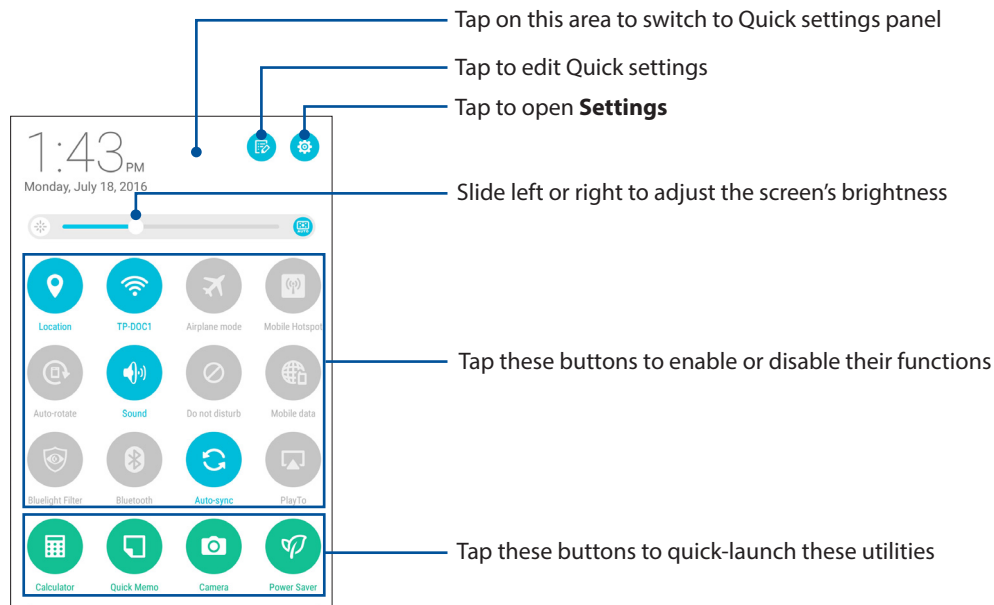 Tap on this area to switch to Quick settings panel
Tap to edit Quick settings
Tap to open Settings
1:43 PM
Monday, July 18, 2016
Slide left or right to adjust the screen's brightness
AUTO
Location TP-DOC1 Airplane mode Mobile Hotspot
Tap these buttons to enable or disable their functions
Auto-rotate Sound Do not disturb Mobile data
Bluelight Filter Bluetooth Auto-sync PlayTo
Tap these buttons to quick-launch these utilities
Calculator Quick Memo Camera Power Saver